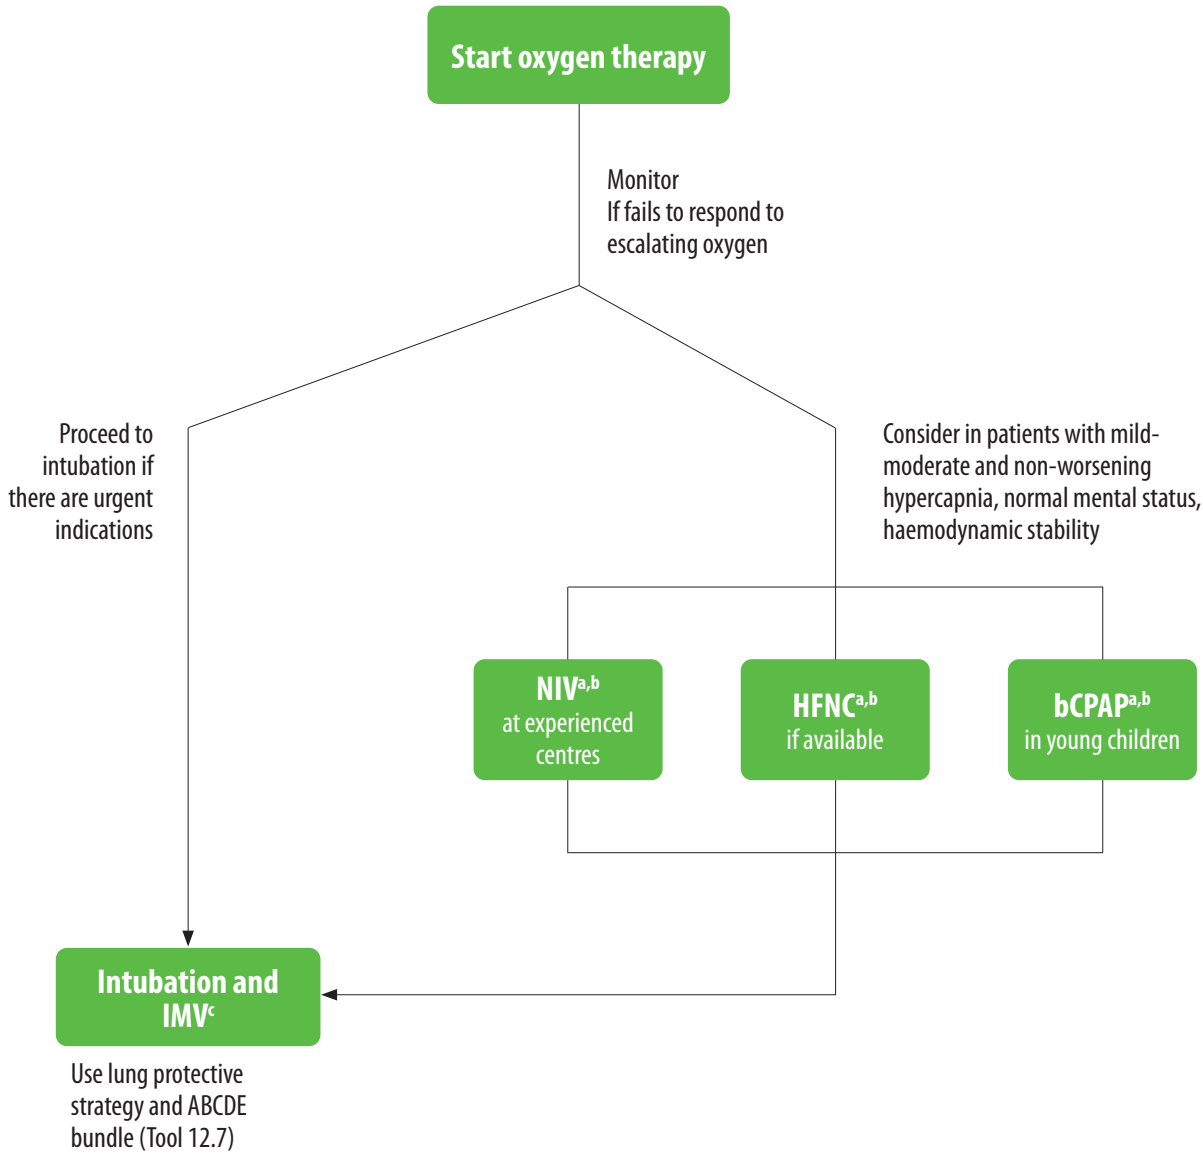 Start oxygen therapy
Monitor
If fails to respond to
escalating oxygen
Proceed to
intubation if
there are urgent
indications
Consider in patients with mild-
moderate and non-worsening
hypercapnia, normal mental status,
haemodynamic stability
NIVa,b
at experienced
centres
HFNCa,b
if available
bCPAPa,b
in young children
Intubation and
IMVc
Use lung protective
strategy and ABCDE
bundle (Tool 12.7)